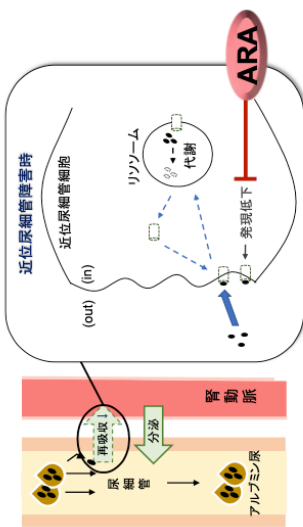 近位尿細管障害時
近位尿細管細胞
(out)
(in)
リソソーム
代謝
発現低下
ARA
再吸収↓
分泌
尿細管
腎動脈
アルブミン尿